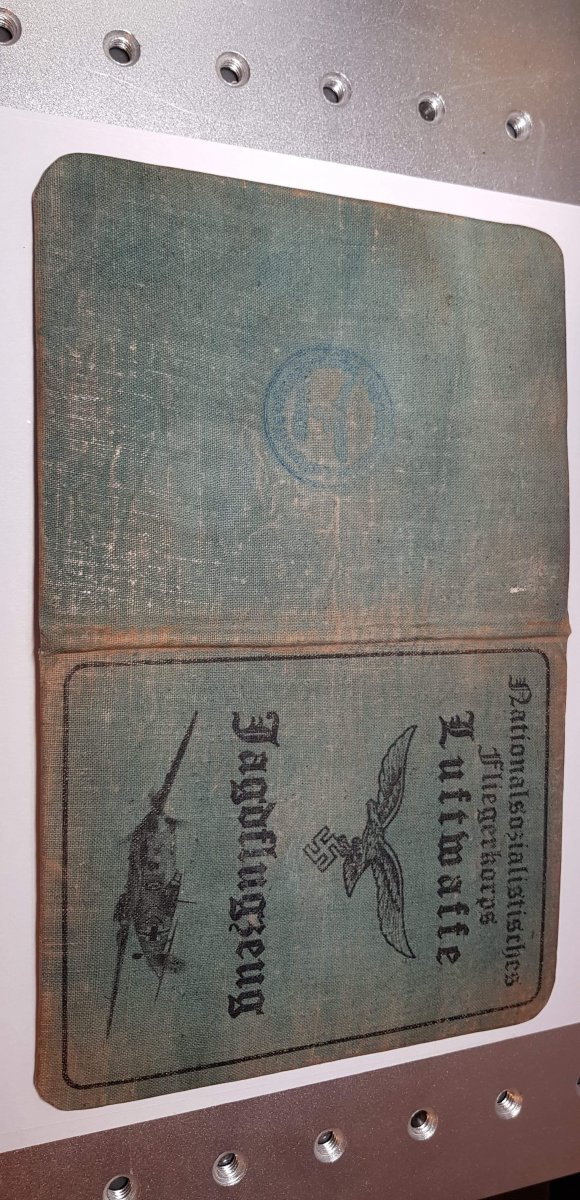 Nationalsozialistisches
Fliegerkorps
Luftwaffe
Jagdflugzeug